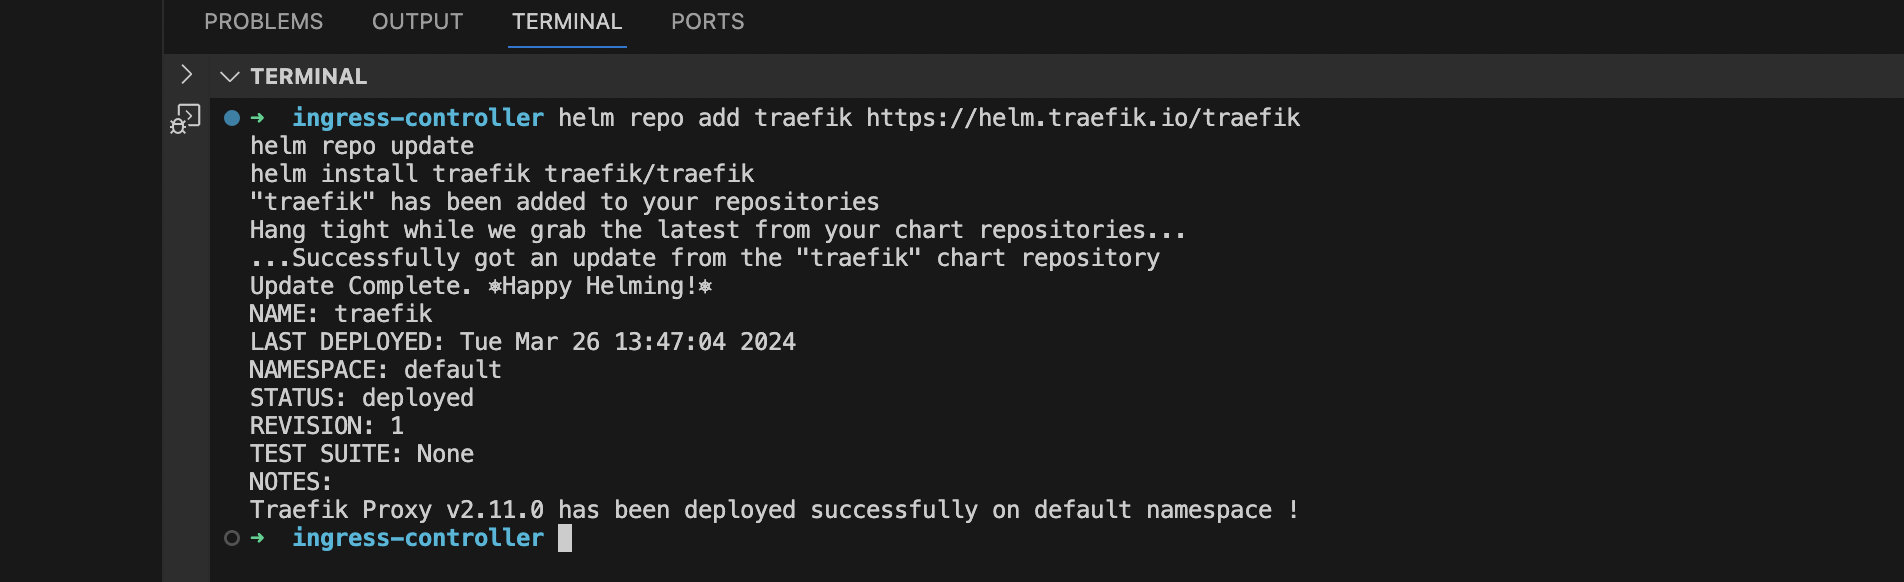 PROBLEMS OUTPUT TERMINAL PORTS
TERMINAL
➜ ingress-controller helm repo add traefik https://helm.traefik.io/traefik
helm repo update
helm install traefik traefik/traefik
"traefik" has been added to your repositories
Hang tight while we grab the latest from your chart repositories...
...Successfully got an update from the "traefik" chart repository
Update Complete. ⎈Happy Helming!⎈
NAME: traefik
LAST DEPLOYED: Tue Mar 26 13:47:04 2024
NAMESPACE: default
STATUS: deployed
REVISION: 1
TEST SUITE: None
NOTES:
Traefik Proxy v2.11.0 has been deployed successfully on default namespace !
➜ ingress-controller